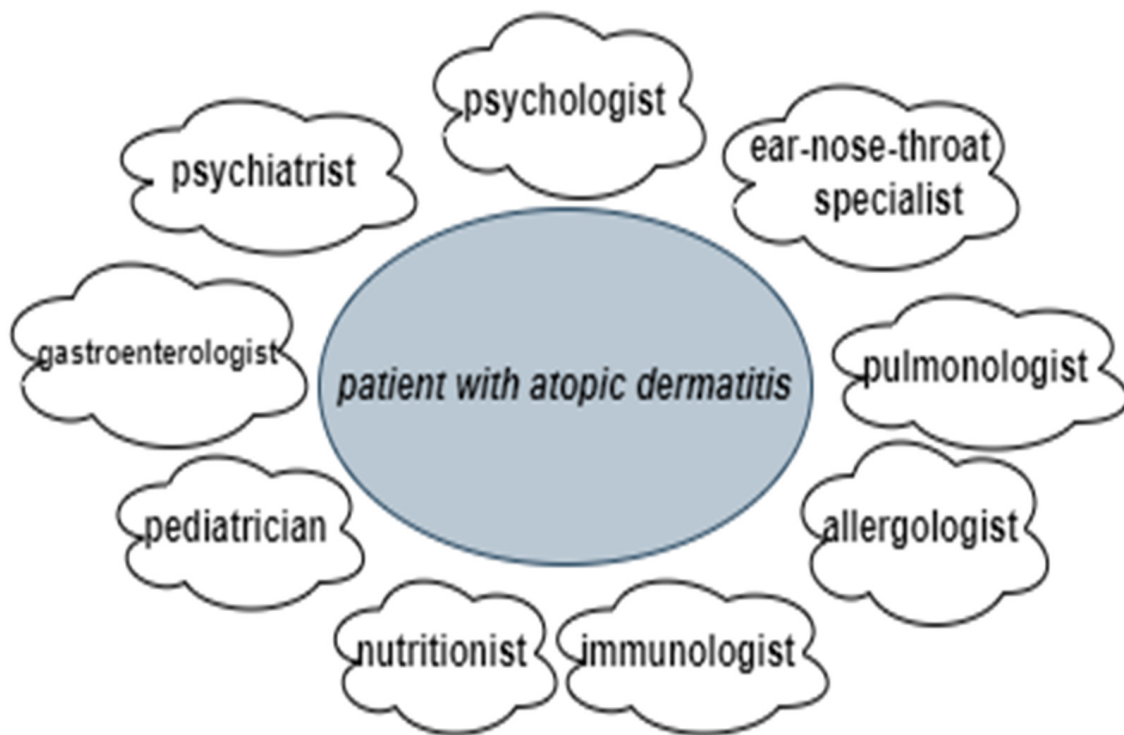 psychologist
ear-nose-throat
specialist
psychiatrist
gastroenterologist
pulmonologist
patient with atopic dermatitis
pediatrician
allergologist
nutritionist
immunologist